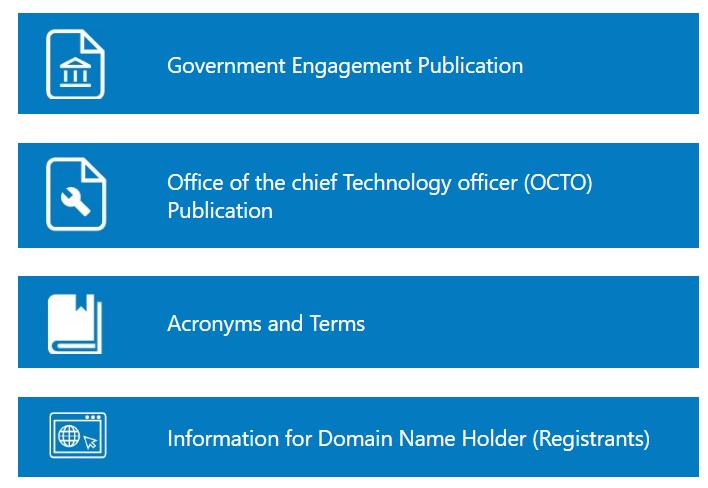 Government Engagement Publication
Office of the chief Technology officer (OCTO)
Publication
Acronyms and Terms
Information for Domain Name Holder (Registrants)